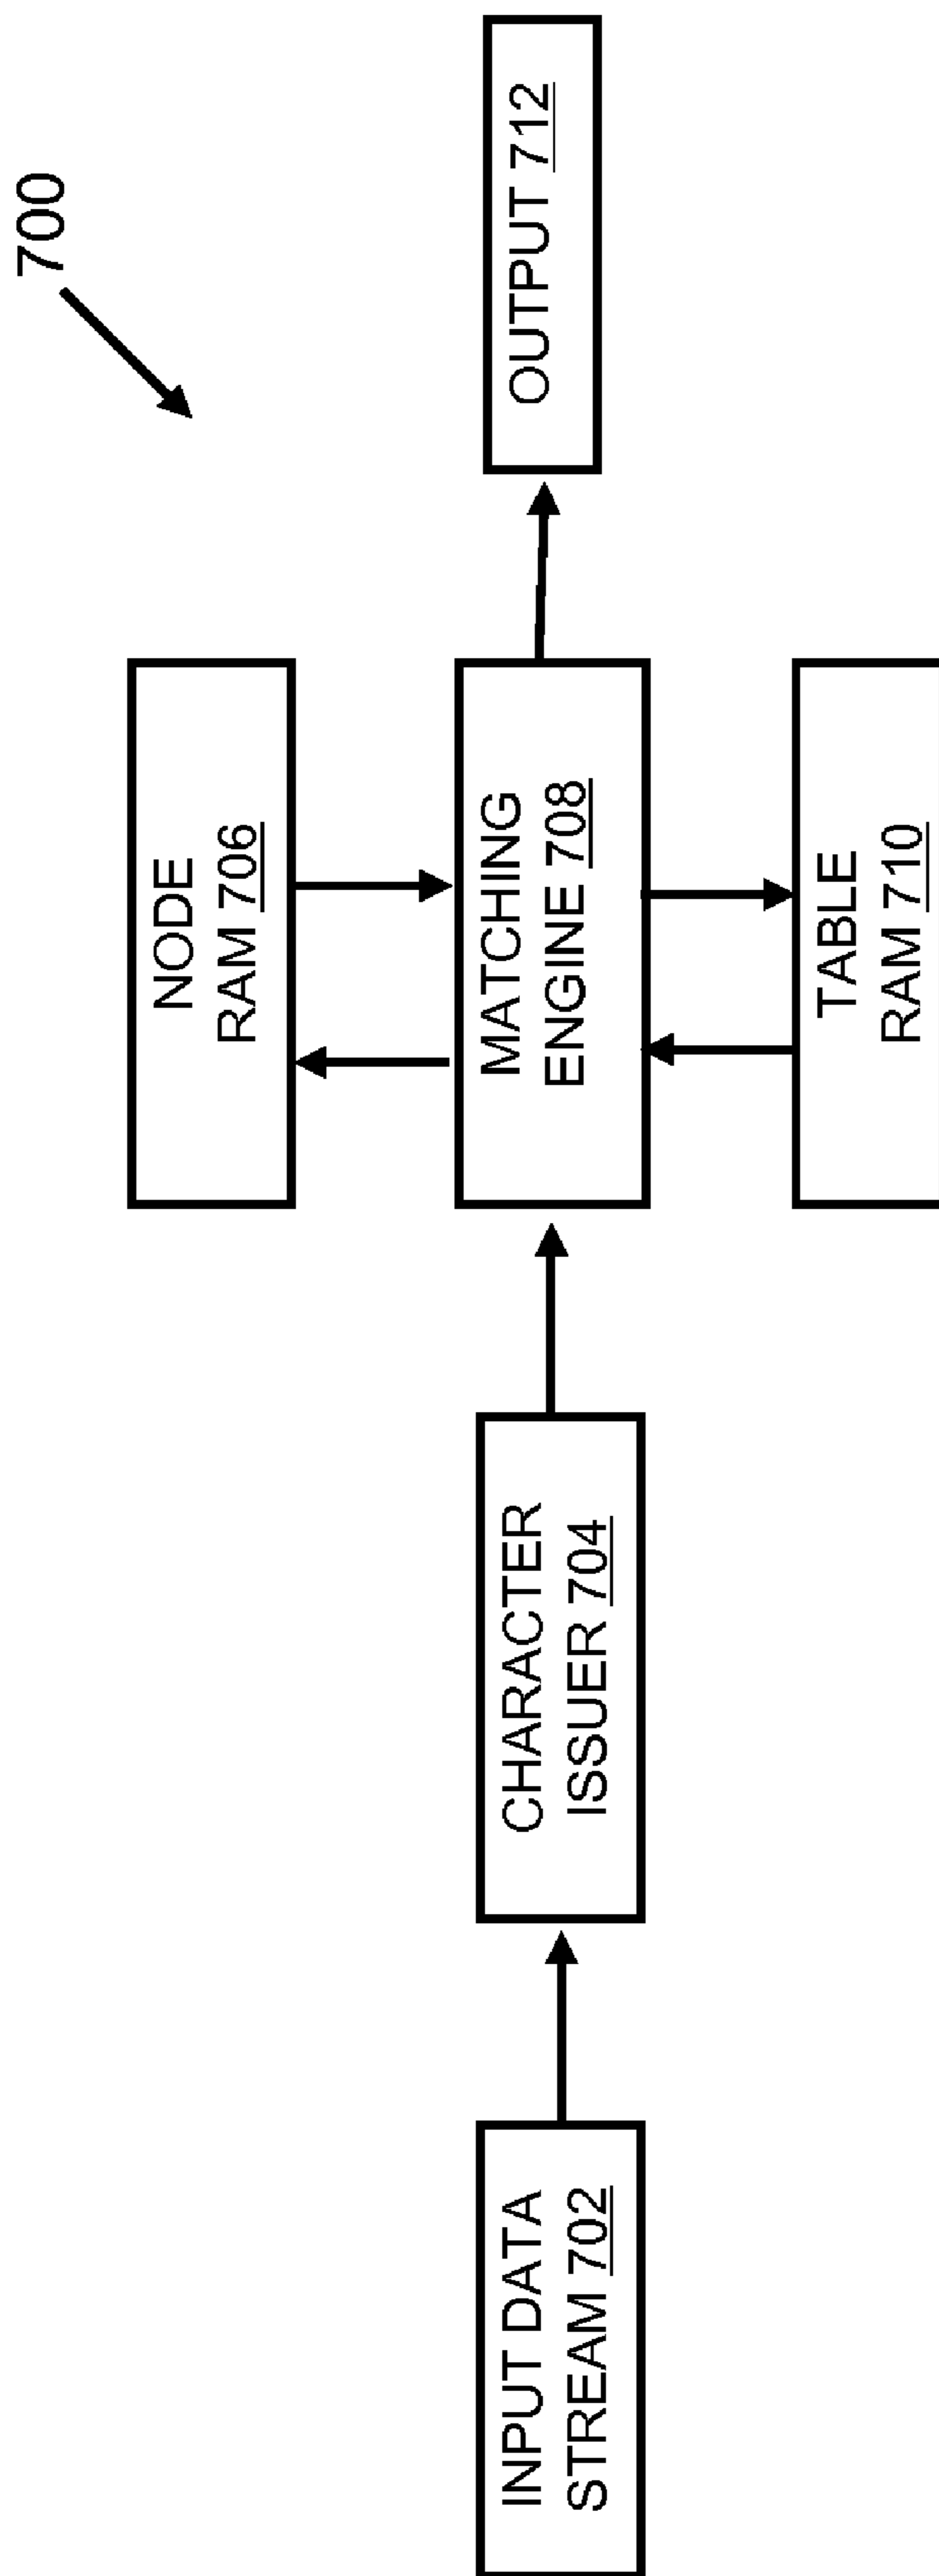 700
INPUT DATA
STREAM 702
CHARACTER
ISSUER 704
NODE
RAM 706
MATCHING
ENGINE 708
TABLE
RAM 710
OUTPUT 712